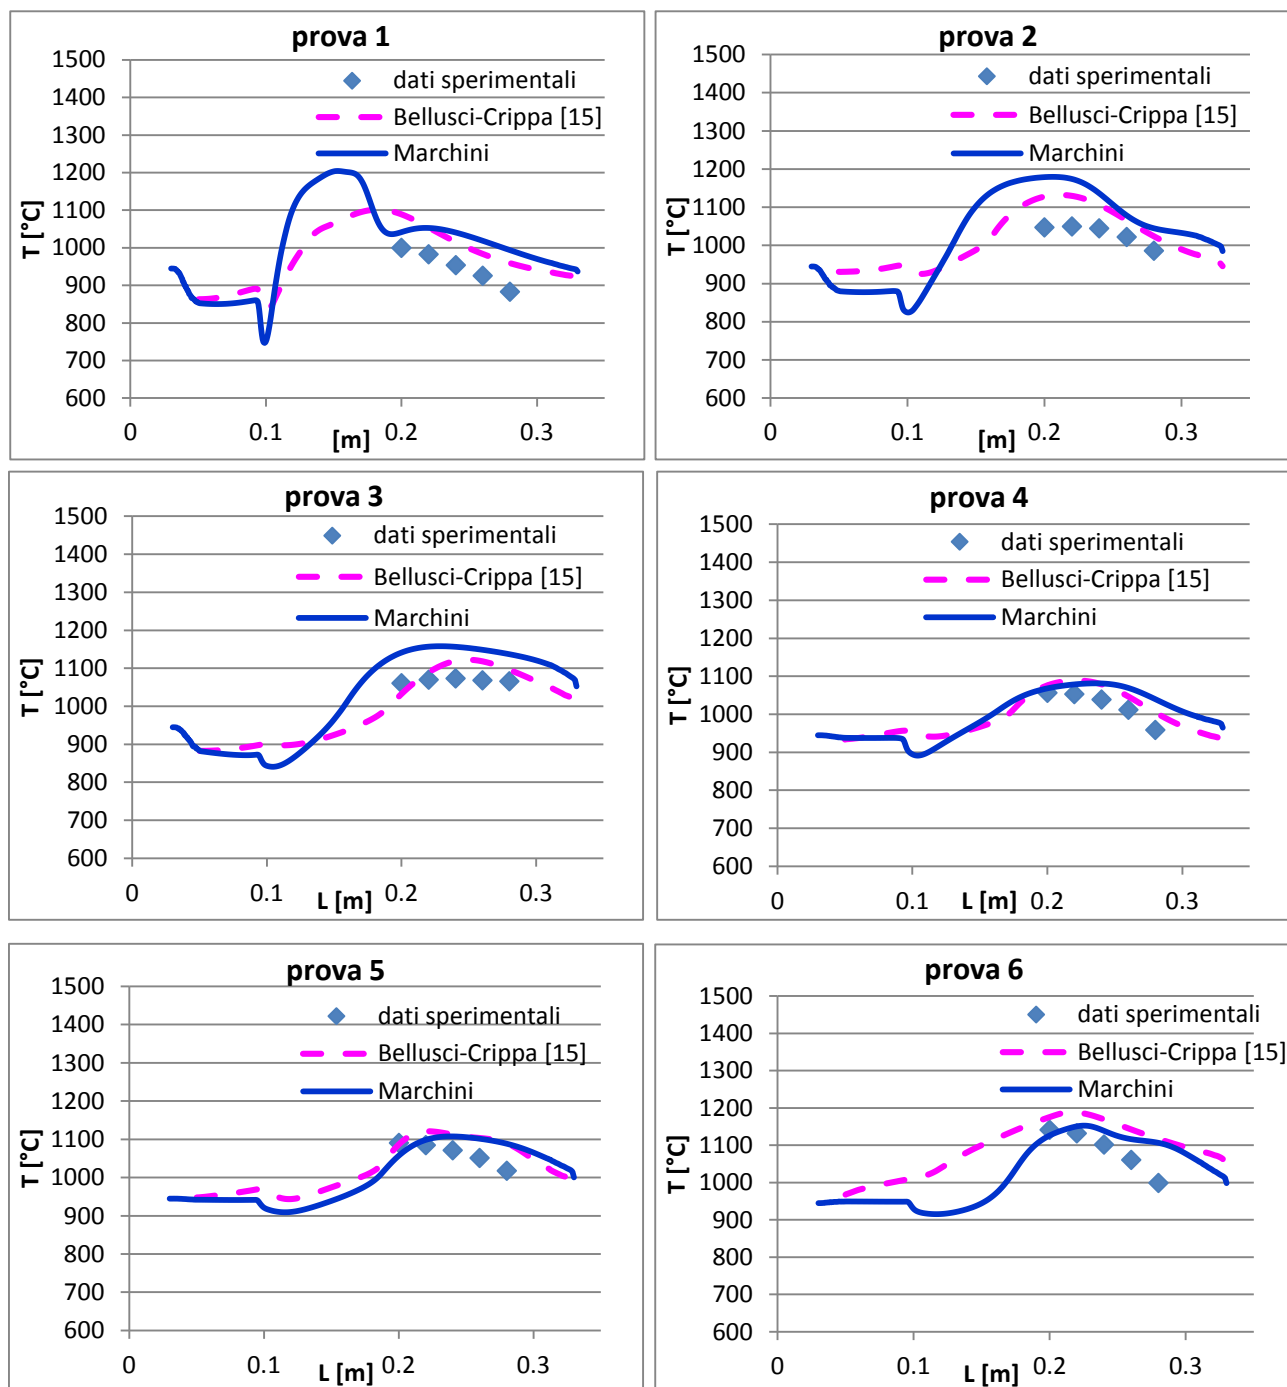 prova 1
1500
1400
1300
1200
1100
1000
900
800
700
600
T [°C]
dati sperimentali
Bellusci-Crippa [15]
Marchini
0
0.1
0.2
0.3
[m]
prova 2
1500
1400
1300
1200
1100
1000
900
800
700
600
T [°C]
dati sperimentali
Bellusci-Crippa [15]
Marchini
0
0.1
0.2
0.3
[m]
prova 3
1500
1400
1300
1200
1100
1000
900
800
700
600
T [°C]
dati sperimentali
Bellusci-Crippa [15]
Marchini
0
0.1
0.2
0.3
L [m]
prova 4
1500
1400
1300
1200
1100
1000
900
800
700
600
T [°C]
dati sperimentali
Bellusci-Crippa [15]
Marchini
0
0.1
0.2
0.3
L [m]
prova 5
1500
1400
1300
1200
1100
1000
900
800
700
600
T [°C]
dati sperimentali
Bellusci-Crippa [15]
Marchini
0
0.1
0.2
0.3
L [m]
prova 6
1500
1400
1300
1200
1100
1000
900
800
700
600
T [°C]
dati sperimentali
Bellusci-Crippa [15]
Marchini
0
0.1
0.2
0.3
L [m]